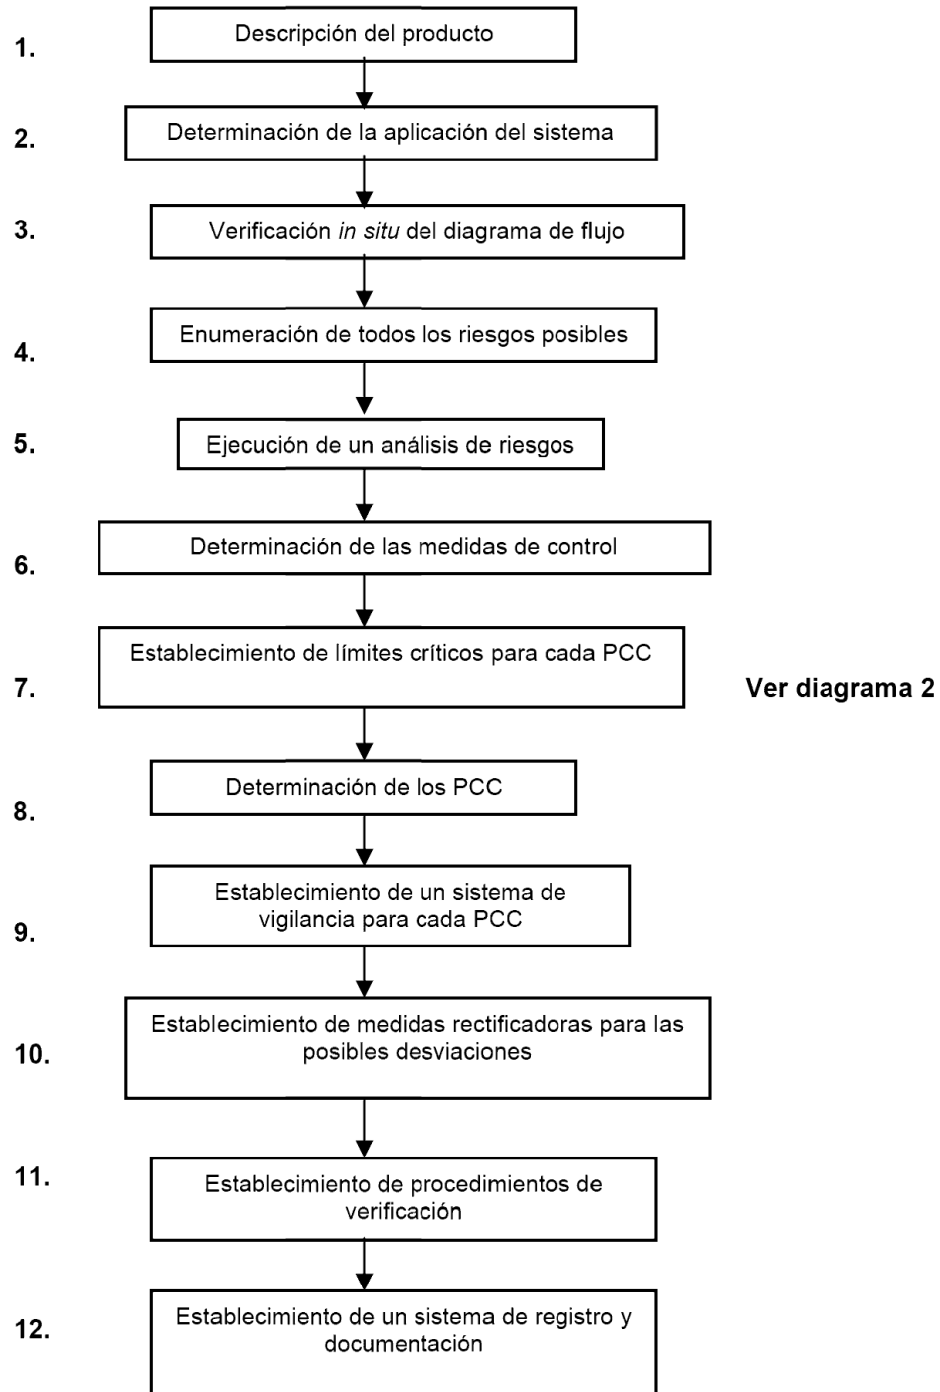 1.
Descripción del producto
2.
Determinación de la aplicación del sistema
3.
Verificación in situ del diagrama de flujo
4.
Enumeración de todos los riesgos posibles
5.
Ejecución de un análisis de riesgos
6.
Determinación de las medidas de control
7.
Establecimiento de límites críticos para cada PCC
Ver diagrama 2
8.
Determinación de los PCC
9.
Establecimiento de un sistema de
vigilancia para cada PCC
10.
Establecimiento de medidas rectificadoras para las
posibles desviaciones
11.
Establecimiento de procedimientos de
verificación
12.
Establecimiento de un sistema de registro y
documentación